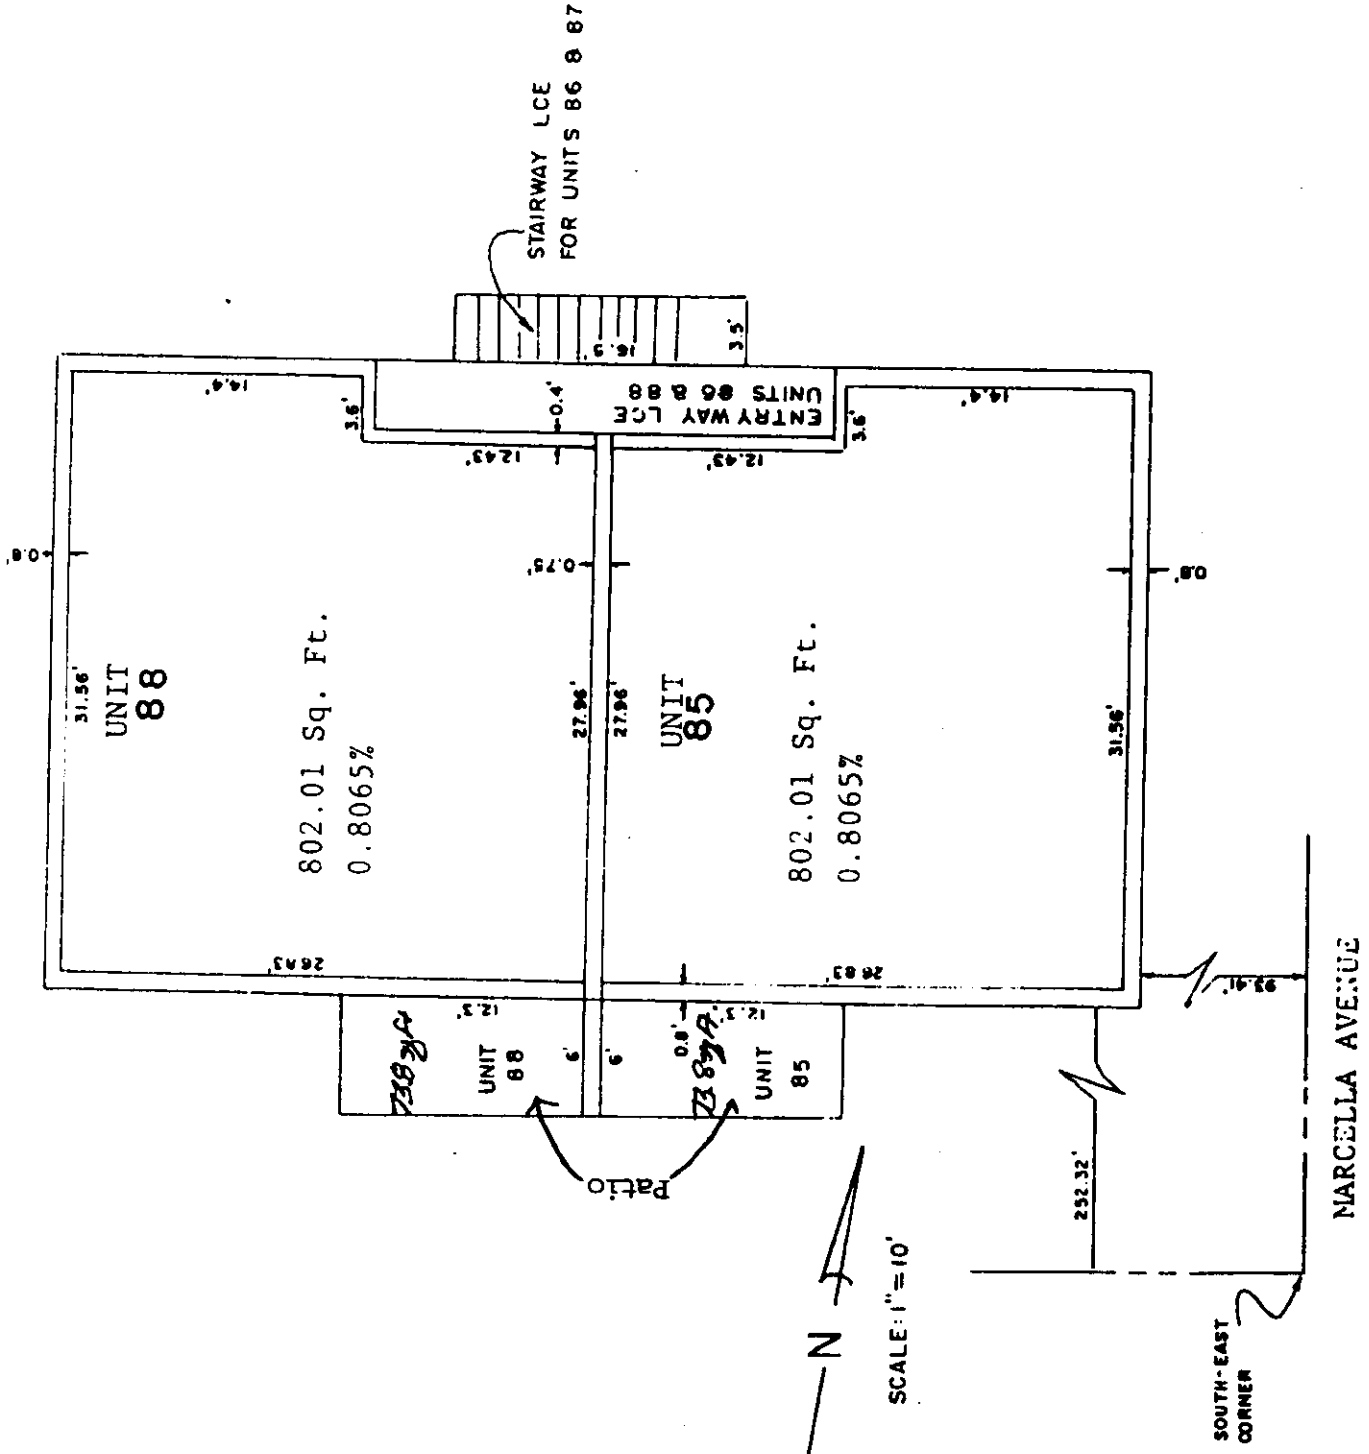 STAIRWAY LCE
FOR UNITS 86 & 87
14.4'
3.6'
12.43'
0.4'
ENTRYWAY LCE
UNITS 86 & 88
16.5'
3.5'
12.43'
3.6'
14.4'
0.8'
0.75'
0.8'
31.56'
UNIT
88
802.01 Sq. Ft.
0.8065%
27.96'
27.96'
UNIT
85
802.01 Sq. Ft.
0.8065%
31.56'
26.83'
26.83'
12.3'
12.3'
0.8'
UNIT
88
6'
6'
UNIT
85
Patio
93.41'
252.32'
MARCELLA AVENUE
N
SCALE: 1"=10'
SOUTH-EAST
CORNER